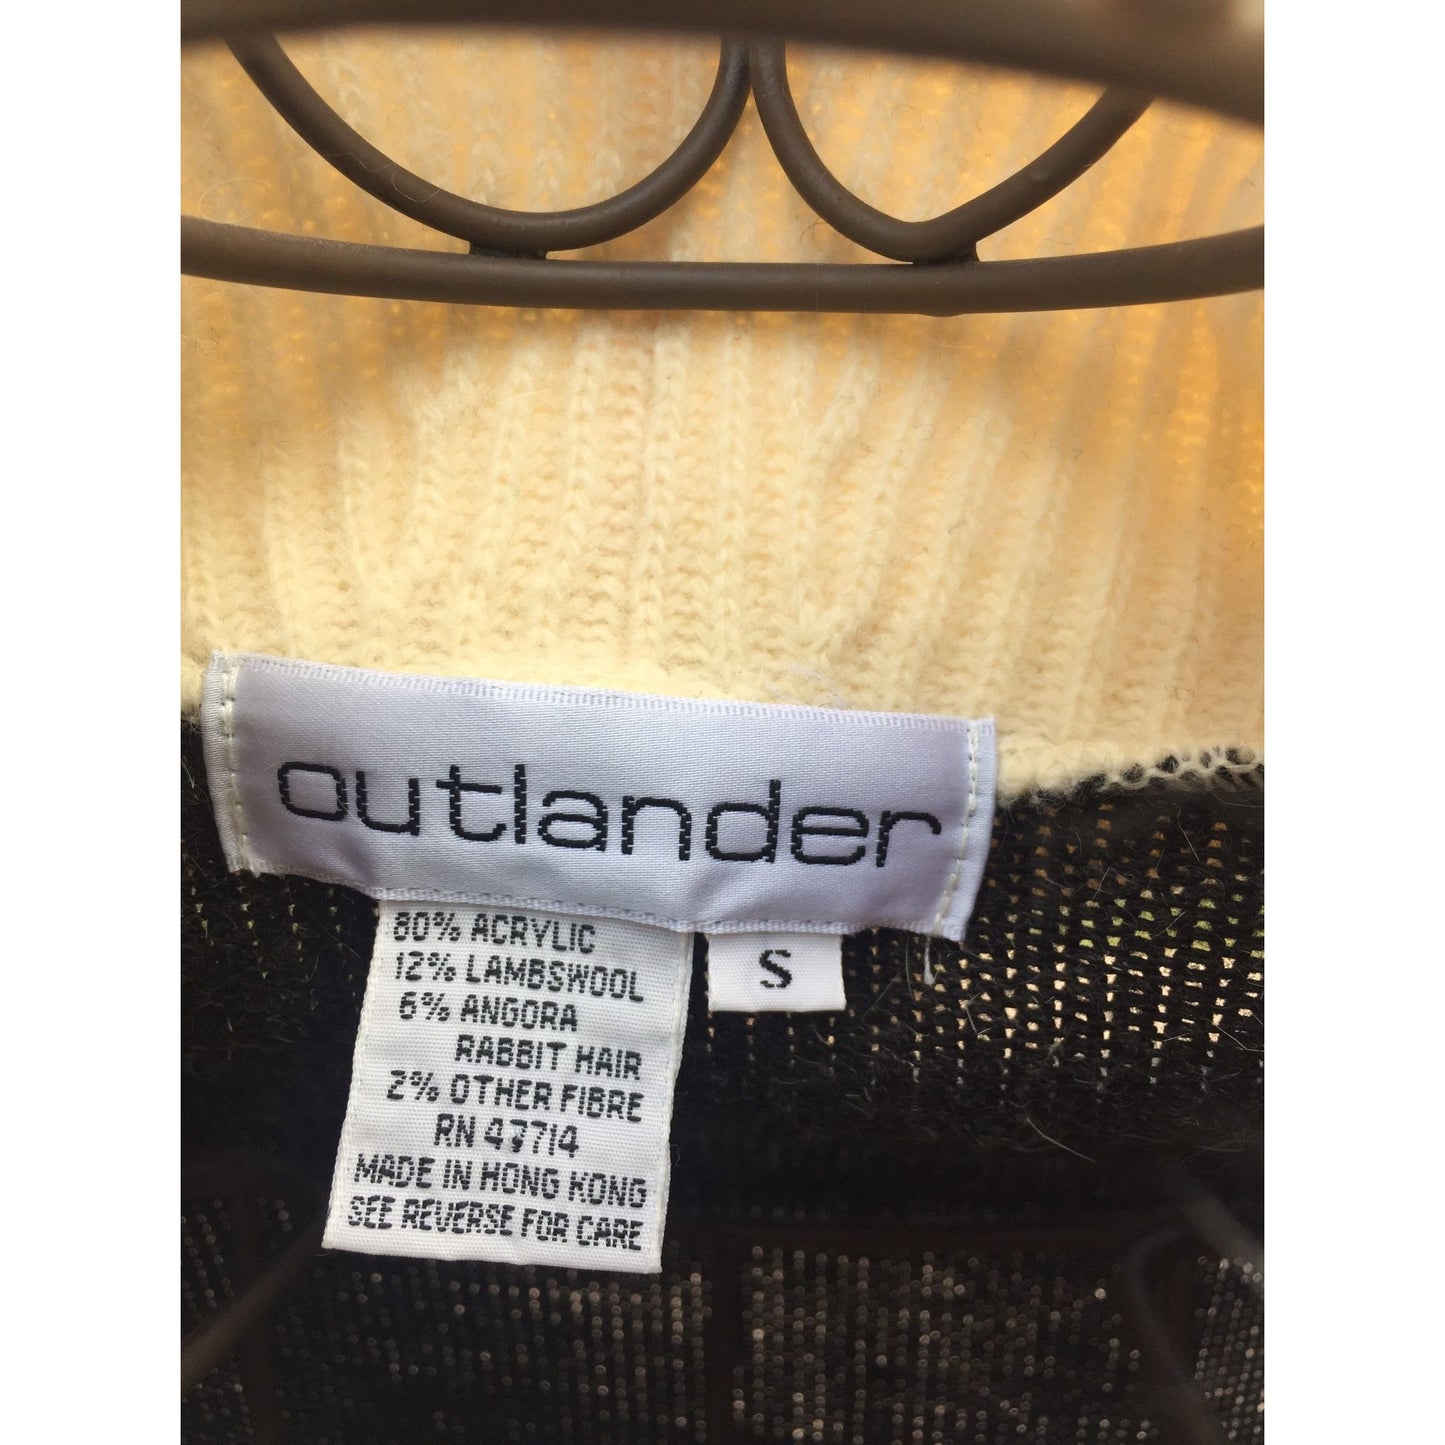 outlander
80% ACRYLIC
12% LAMBSWOOL
6% ANGORA
RABBIT HAIR
2% OTHER FIBRE
RN 47714
MADE IN HONG KONG
SEE REVERSE FOR CARE
S